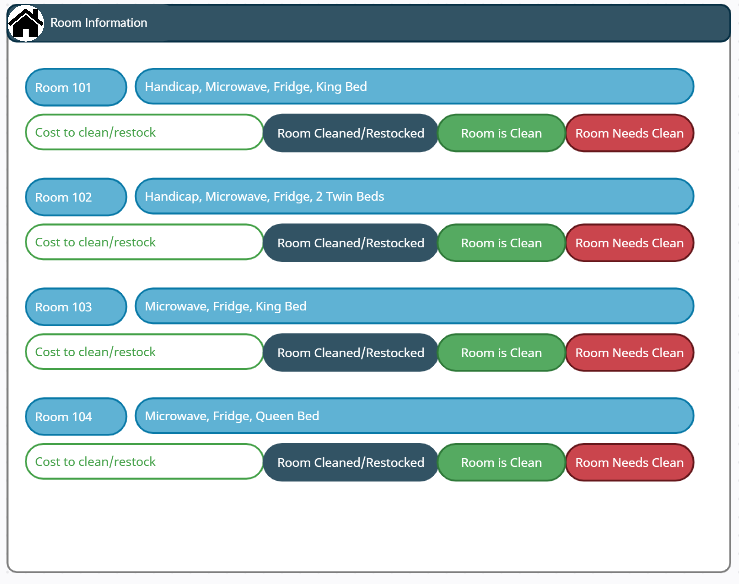 Room Information
Room 101 Handicap, Microwave, Fridge, King Bed
Cost to clean/restock Room Cleaned/Restocked Room is Clean Room Needs Clean
Room 102 Handicap, Microwave, Fridge, 2 Twin Beds
Cost to clean/restock Room Cleaned/Restocked Room is Clean Room Needs Clean
Room 103 Microwave, Fridge, King Bed
Cost to clean/restock Room Cleaned/Restocked Room is Clean Room Needs Clean
Room 104 Microwave, Fridge, Queen Bed
Cost to clean/restock Room Cleaned/Restocked Room is Clean Room Needs Clean